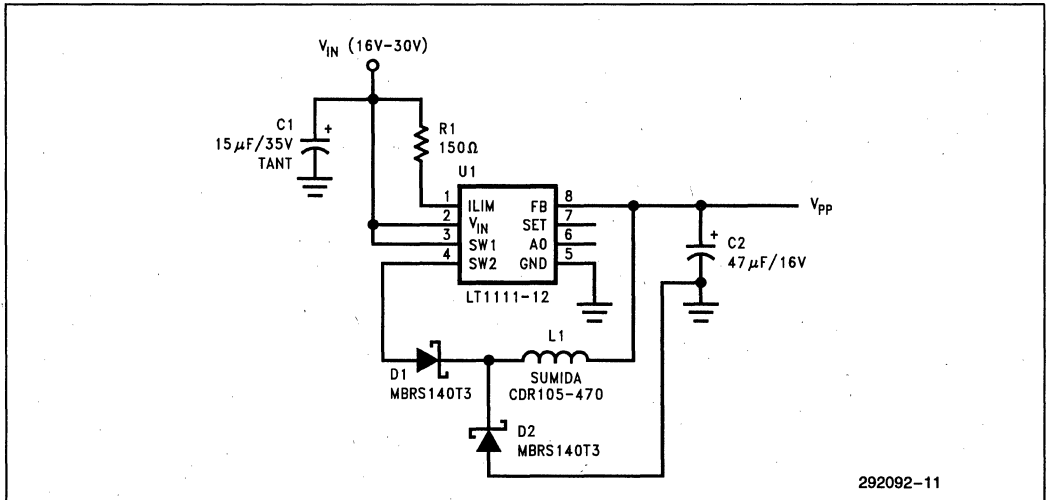 V_IN (16V-30V)
C1
+
15µF/35V
TANT
R1
150Ω
U1
1 ILIM FB 8
2 V_IN SET 7
3 SW1 AO 6
4 SW2 GND 5
LT1111-12
V_PP
+
C2
47µF/16V
L1
SUMIDA
CDR105-470
D1
MBRS140T3
D2
MBRS140T3
292092-11